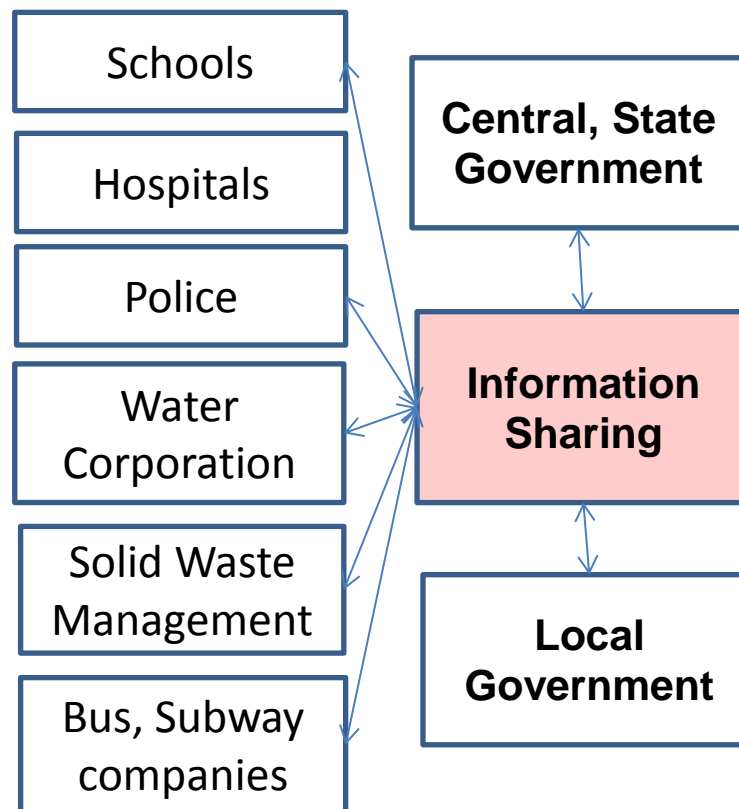 Schools
Hospitals
Police
Water
Corporation
Solid Waste
Management
Bus, Subway
companies
Central, State
Government
Information
Sharing
Local
Government